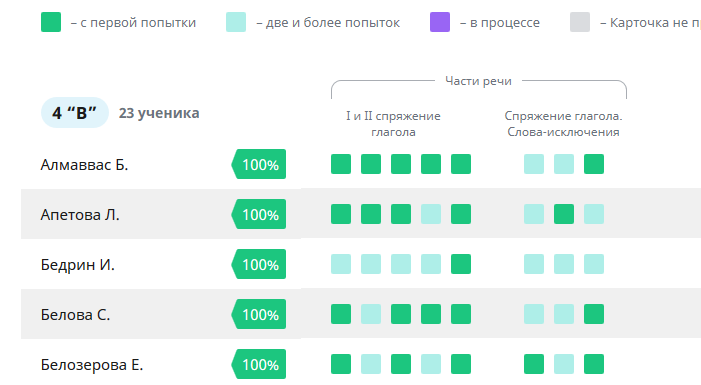 – с первой попытки – две и более попыток – в процессе – Карточка не
Части речи
4 “В” 23 ученика
I и II спряжение глагола
Спряжение глагола. Слова-исключения
Алмаввас Б. 100%
Апетова Л. 100%
Бедрин И. 100%
Белова С. 100%
Белозерова Е. 100%